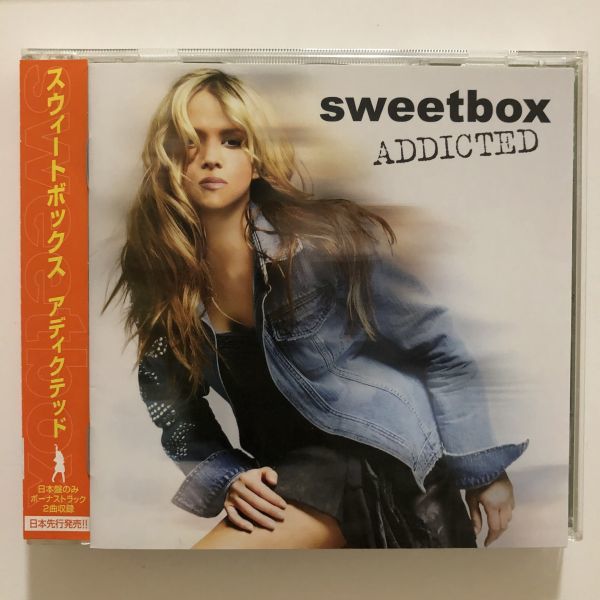 sweetbox
ADDICTED
スウィートボックス アディクテッド
sweetbox
日本盤のみ
ボーナストラック
2曲収録
日本先行発売!!